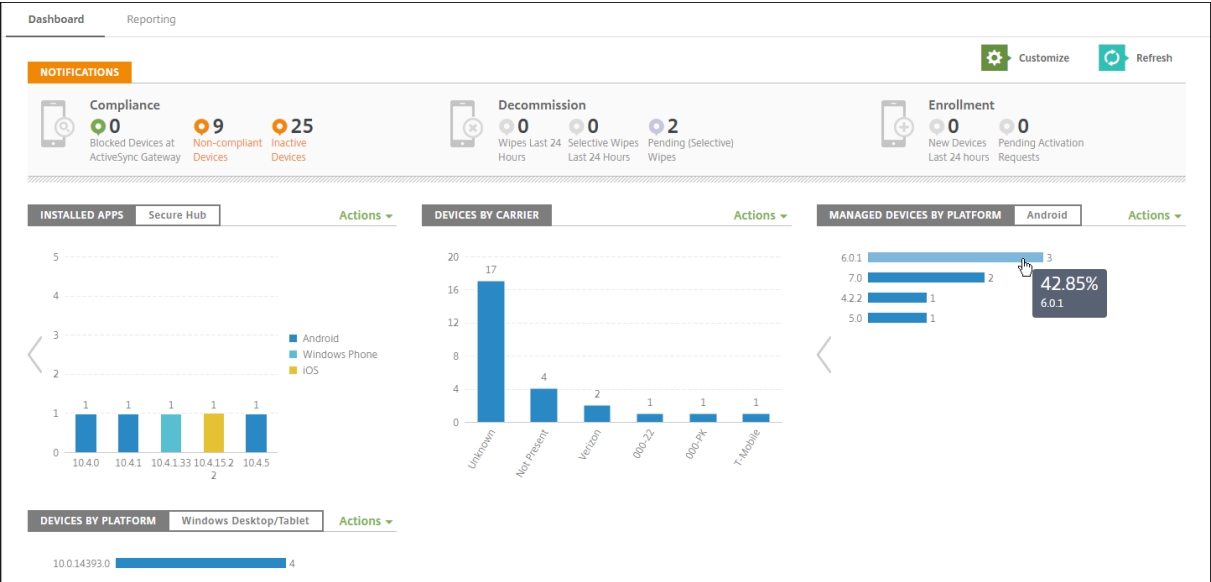 Dashboard Reporting
Customize Refresh
NOTIFICATIONS
Compliance
0 9 25
Blocked Devices at Non-compliant Inactive
ActiveSync Gateway Devices Devices
Decommission
0 0 2
Wipes Last 24 Selective Wipes Pending (Selective)
Hours Last 24 Hours Wipes
Enrollment
0 0
New Devices Pending Activation
Last 24 hours Requests
INSTALLED APPS Secure Hub Actions
5
4
3
2
1
0
1 1 1 1 1
10.4.0 10.4.1 10.4.1.33 10.4.15.2 10.4.5
2
Android
Windows Phone
iOS
DEVICES BY CARRIER Actions
20
16
12
8
4
0
17 4 2 1 1 1
Unknown Not Present Verizon 000-22 000-PK T-Mobile
MANAGED DEVICES BY PLATFORM Android Actions
6.0.1 3
7.0 2
4.2.2 1
5.0 1
42.85%
6.0.1
DEVICES BY PLATFORM Windows Desktop/Tablet Actions
10.0.14393.0 4